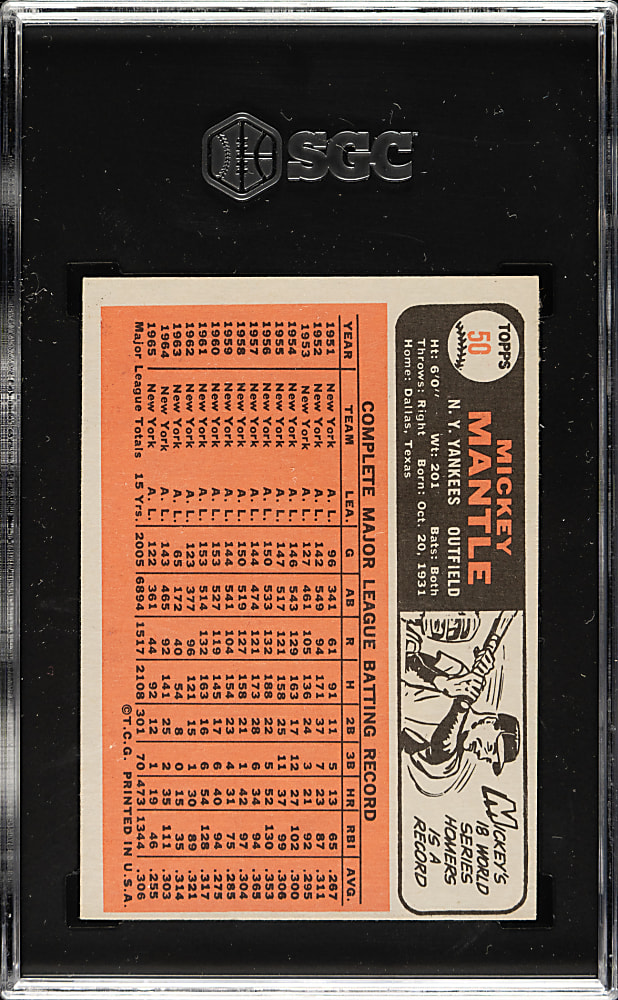 SGC
TOPPS
50
MICKEY
MANTLE
N. Y. YANKEES OUTFIELD
Ht: 6'0" Wt: 201 Bats: Both
Throws: Right Born: Oct. 20, 1931
Home: Dallas, Texas
MICKEY'S
18 WORLD
SERIES
HOMERS
IS A
RECORD
COMPLETE MAJOR LEAGUE BATTING RECORD
YEAR TEAM LEA. G AB R H 2B 3B HR RBI AVG.
1951 New York A. L. 96 341 61 91 11 5 13 65 .267
1952 New York A. L. 142 549 94 171 37 7 23 87 .311
1953 New York A. L. 127 461 105 136 24 3 21 92 .295
1954 New York A. L. 146 543 129 163 17 12 27 102 .300
1955 New York A. L. 147 517 121 158 25 11 37 99 .306
1956 New York A. L. 150 533 132 188 22 5 52 130 .353
1957 New York A. L. 144 474 121 173 28 6 34 94 .365
1958 New York A. L. 150 519 127 158 21 1 42 97 .304
1959 New York A. L. 144 541 104 154 23 4 31 75 .285
1960 New York A. L. 153 527 119 145 17 6 40 94 .275
1961 New York A. L. 153 514 132 163 16 6 54 128 .317
1962 New York A. L. 123 377 96 121 15 1 30 89 .321
1963 New York A. L. 65 172 40 54 8 0 15 35 .314
1964 New York A. L. 143 465 92 141 25 2 35 111 .303
1965 New York A. L. 122 361 44 92 12 1 19 46 .255
Major League Totals 15 Yrs. 2005 6894 1517 2.108 301 70 473 1344 .306
©T.C.G. PRINTED IN U.S.A.